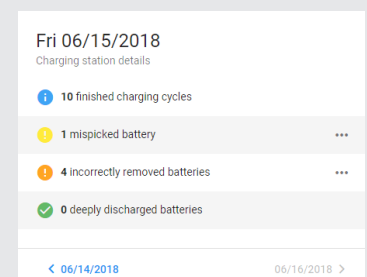 Fri 06/15/2018
Charging station details
10 finished charging cycles
1 mispicked battery
4 incorrectly removed batteries
0 deeply discharged batteries
06/14/2018 06/16/2018